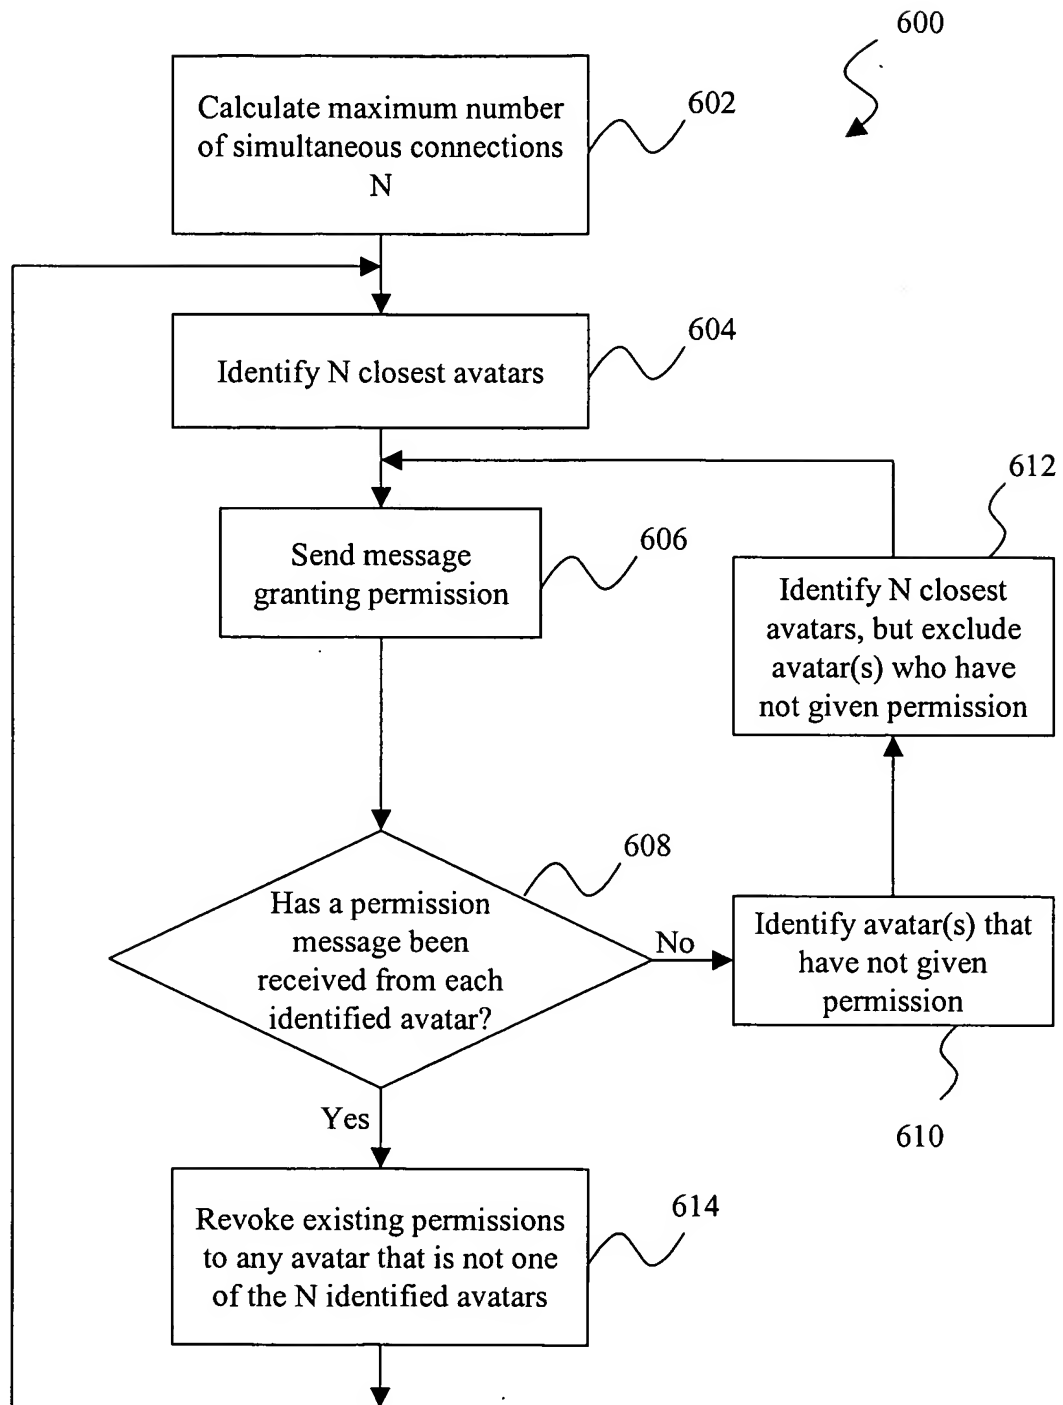 600
Calculate maximum number
of simultaneous connections
N
602
Identify N closest avatars
604
612
Send message
granting permission
606
Identify N closest
avatars, but exclude
avatar(s) who have
not given permission
608
Has a permission
message been
received from each
identified avatar?
No
Identify avatar(s) that
have not given
permission
Yes
610
Revoke existing permissions
to any avatar that is not one
of the N identified avatars
614